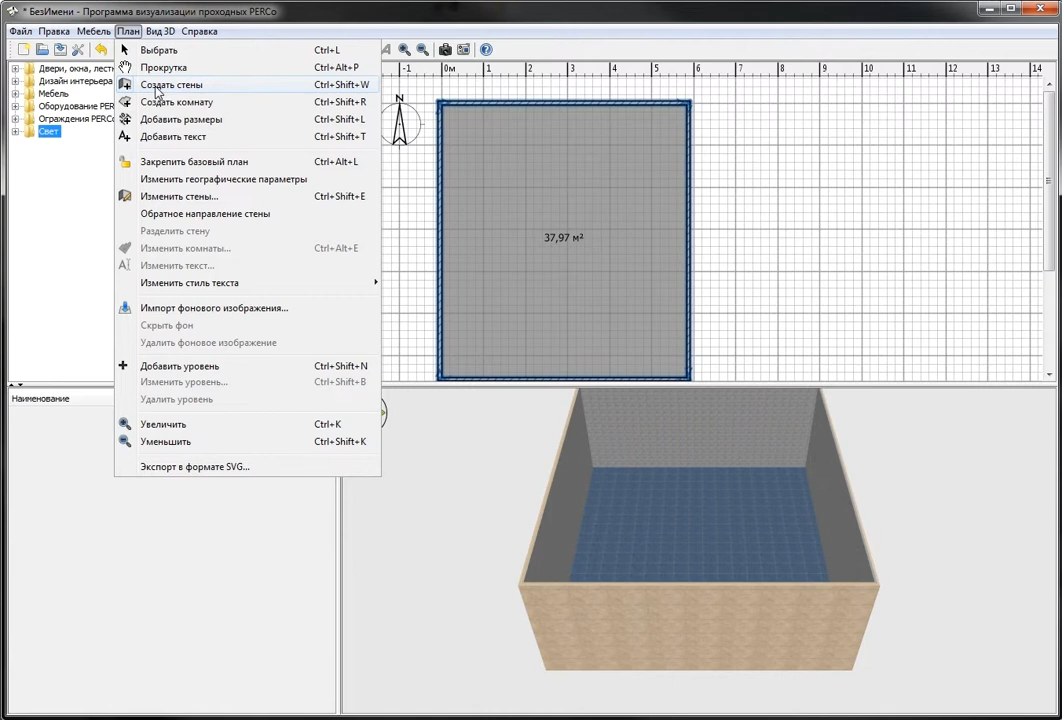 * БезИмени - Программа визуализации проходных PERCo
Файл Правка Мебель План Вид 3D Справка
Двери, окна, лест
Дизайн интерьера
Мебель
Оборудование PER
Ограждения PERCo
Свет
Выбрать Ctrl+L
Прокрутка Ctrl+Alt+P
Создать стены Ctrl+Shift+W
Создать комнату Ctrl+Shift+R
Добавить размеры Ctrl+Shift+L
Добавить текст Ctrl+Shift+T
Закрепить базовый план Ctrl+Alt+L
Изменить географические параметры
Изменить стены... Ctrl+Shift+E
Обратное направление стены
Разделить стену
Изменить комнаты... Ctrl+Alt+E
Изменить текст...
Изменить стиль текста
Импорт фонового изображения...
Скрыть фон
Удалить фоновое изображение
Добавить уровень Ctrl+Shift+N
Изменить уровень... Ctrl+Shift+B
Удалить уровень
Увеличить Ctrl+K
Уменьшить Ctrl+Shift+K
Экспорт в формате SVG...
-1 0м 1 2 3 4 5 6 7 8 9 10 11 12 13 14
N
37,97 м²
Наименование